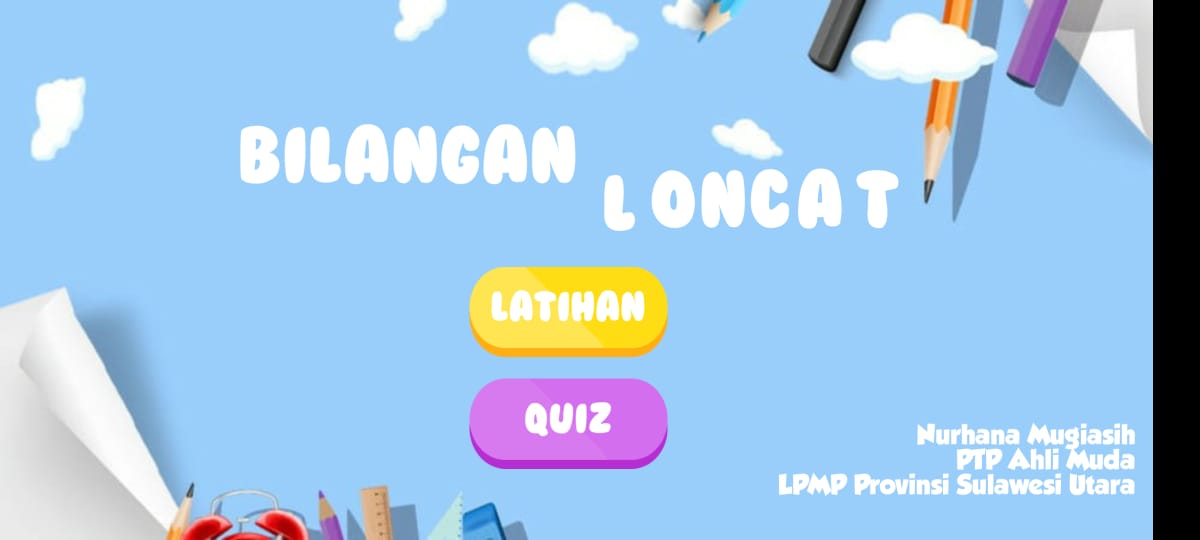 BILANGAN
LONCAT
LATIHAN
QUIZ
Nurhana Mugiasih
PTP Ahli Muda
LPMP Provinsi Sulawesi Utara